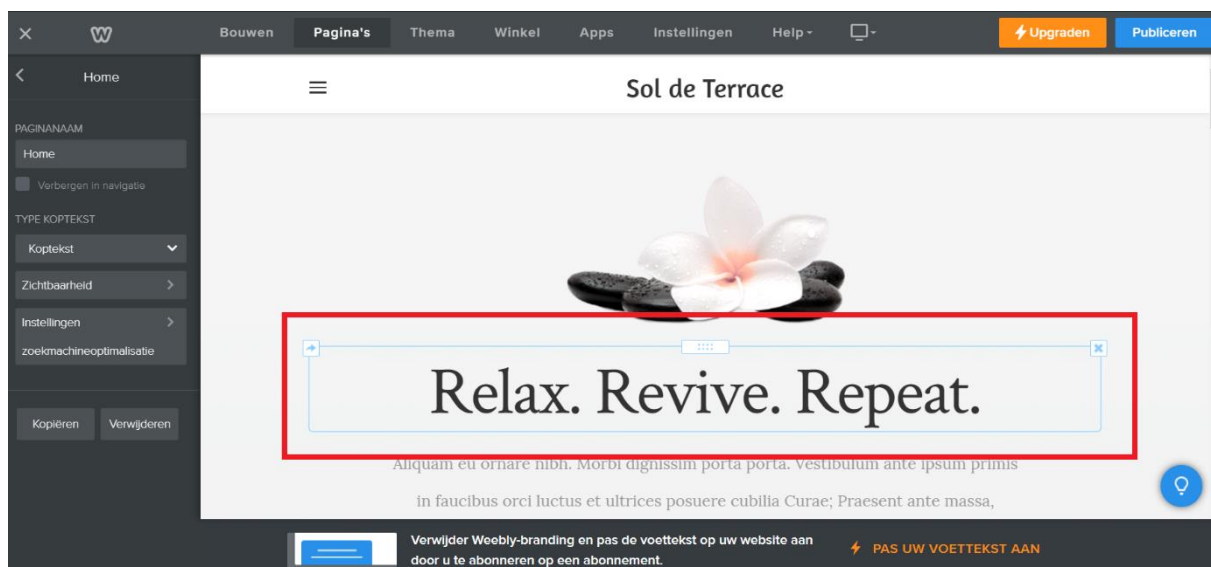 Bouwen Pagina's Thema Winkel Apps Instellingen Help Upgraden Publiceren
Home
Sol de Terrace
PAGINANAAM
Home
Verbergen in navigatie
TYPE KOPTEKST
Koptekst
Zichtbaarheid
Instellingen
zoekmachineoptimalisatie
Kopiëren Verwijderen
Relax. Revive. Repeat.
Aliquam eu ornare nibh. Morbi dignissim porta porta. Vestibulum ante ipsum primis
in faucibus orci luctus et ultrices posuere cubilia Curae; Praesent ante massa,
Verwijder Weebly-branding en pas de voettekst op uw website aan
door u te abonneren op een abonnement.
PAS UW VOETTEKST AAN